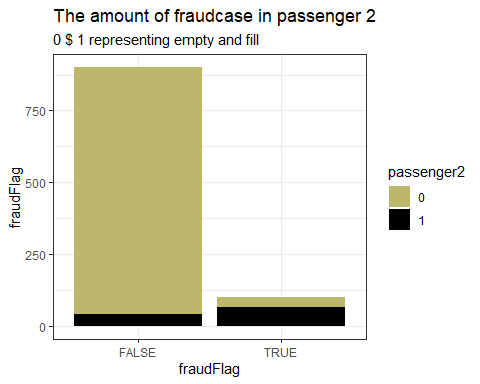 The amount of fraudcase in passenger 2
0 $ 1 representing empty and fill
750
500
250
0
fraudFlag
FALSE
TRUE
fraudFlag
passenger2
0
1